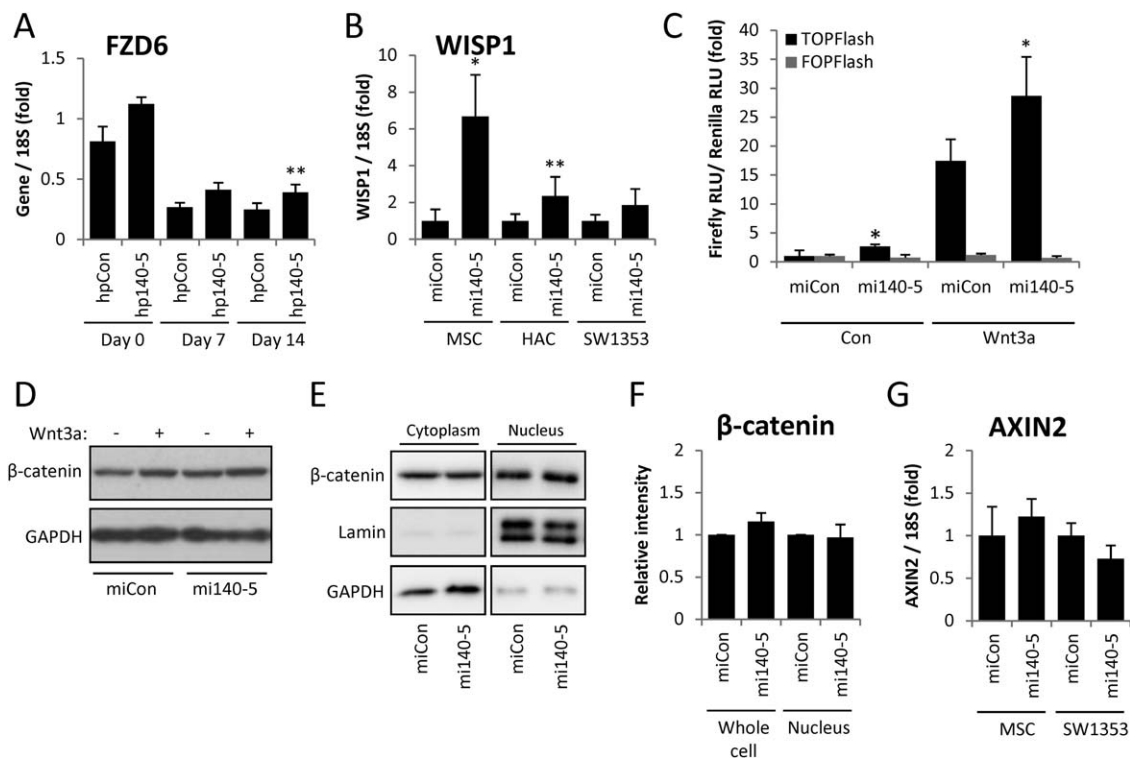 A
FZD6
Gene / 18S (fold)
1.5
1
0.5
0
**
hpCon
hp140-5
hpCon
hp140-5
hpCon
hp140-5
Day 0
Day 7
Day 14
B
WISP1
WISP1 / 18S (fold)
10
8
6
4
2
0
*
**
miCon
mi140-5
miCon
mi140-5
miCon
mi140-5
MSC
HAC
SW1353
C
Firefly RLU/ Renilla RLU (fold)
40
35
30
25
20
15
10
5
0
TOPFlash
FOPFlash
*
*
miCon
mi140-5
miCon
mi140-5
Con
Wnt3a
D
Wnt3a: - + - +
β-catenin
GAPDH
miCon
mi140-5
E
Cytoplasm Nucleus
β-catenin
Lamin
GAPDH
miCon
mi140-5
miCon
mi140-5
F
β-catenin
Relative intensity
2
1.5
1
0.5
0
miCon
mi140-5
miCon
mi140-5
Whole
cell
Nucleus
G
AXIN2
AXIN2 / 18S (fold)
2
1.5
1
0.5
0
miCon
mi140-5
miCon
mi140-5
MSC
SW1353